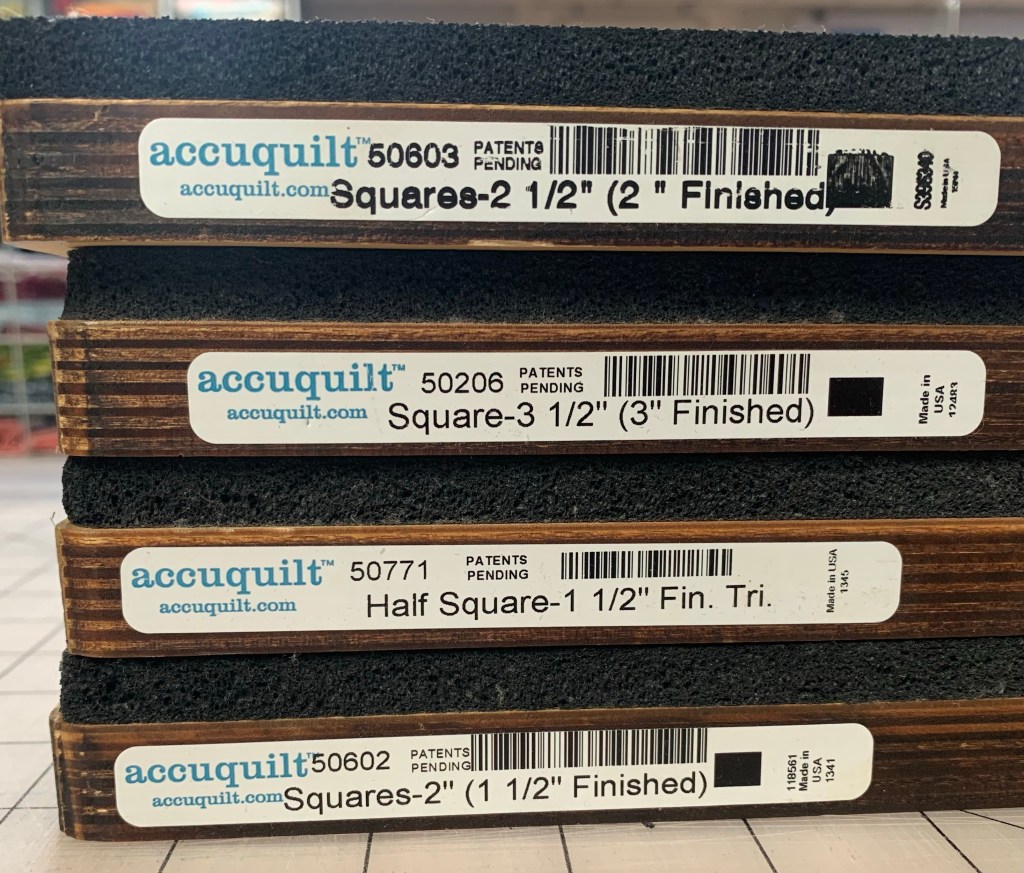 accuquilt™ 50603 PATENTS PENDING
accuquilt.com Squares-2 1/2" (2 " Finished)
Made in USA
accuquilt™ 50206 PATENTS PENDING
accuquilt.com Square-3 1/2" (3" Finished)
Made in USA 12483
accuquilt™ 50771 PATENTS PENDING
accuquilt.com Half Square-1 1/2" Fin. Tri.
Made in USA 1345
accuquilt™ 50602 PATENTS PENDING
accuquilt.com Squares-2" (1 1/2" Finished)
118561 Made in USA 1341